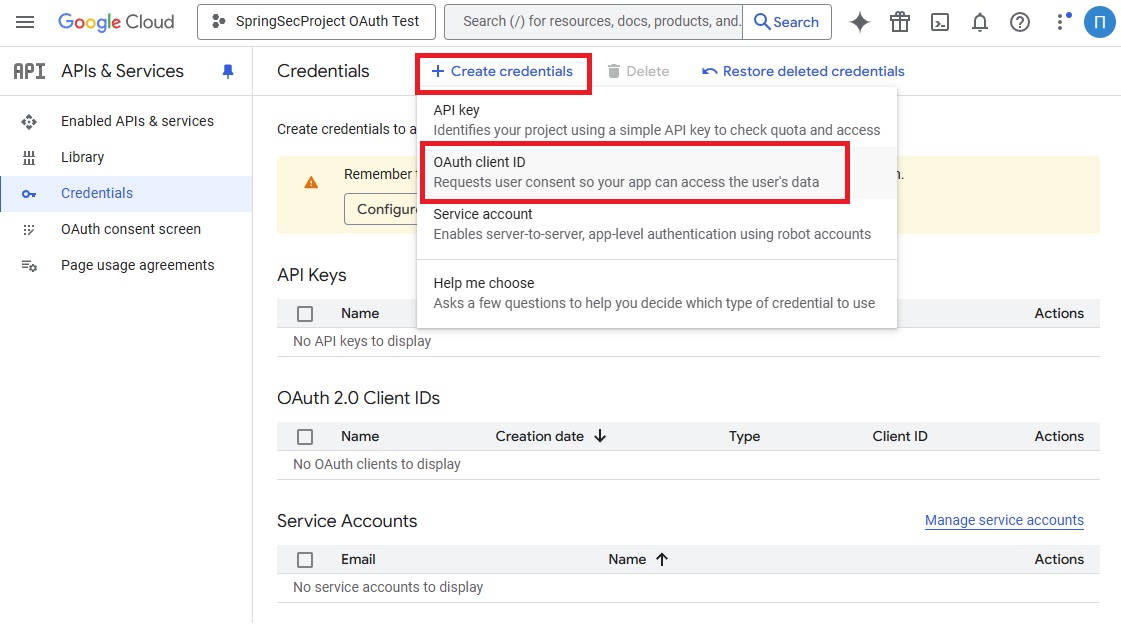 Google Cloud
SpringSecProject OAuth Test
Search (/) for resources, docs, products, and.
Search
П
API APIs & Services
Credentials
Create credentials
Delete
Restore deleted credentials
Enabled APIs & services
Library
Credentials
OAuth consent screen
Page usage agreements
Create credentials to a
API key
Identifies your project using a simple API key to check quota and access
OAuth client ID
Requests user consent so your app can access the user's data
Service account
Enables server-to-server, app-level authentication using robot accounts
Help me choose
Asks a few questions to help you decide which type of credential to use
Remember
n.
Configure
API Keys
Name Actions
No API keys to display
OAuth 2.0 Client IDs
Name Creation date Type Client ID Actions
No OAuth clients to display
Service Accounts
Manage service accounts
Email Name Actions
No service accounts to display